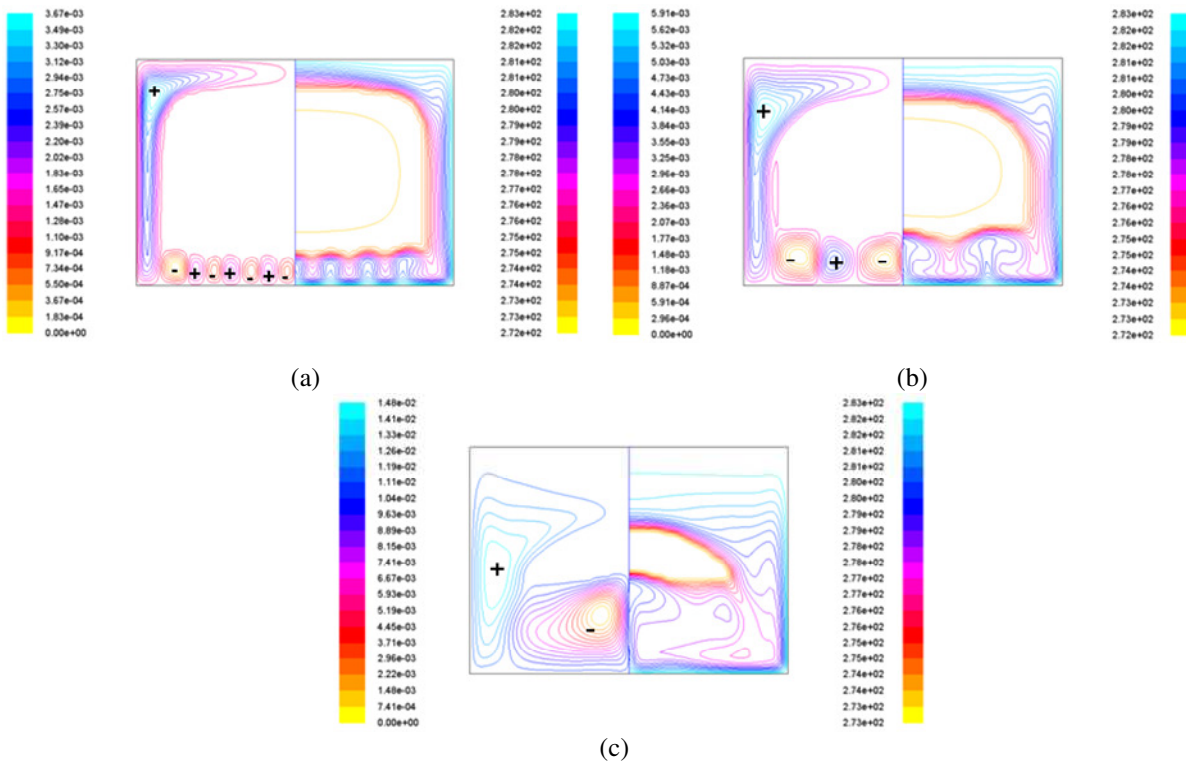 3.67e-03
3.49e-03
3.30e-03
3.12e-03
2.94e-03
2.75e-03
2.57e-03
2.39e-03
2.20e-03
2.02e-03
1.83e-03
1.65e-03
1.47e-03
1.28e-03
1.10e-03
9.17e-04
7.34e-04
5.50e-04
3.67e-04
1.83e-04
0.00e+00
+
- + - + - + -
2.83e+02
2.82e+02
2.82e+02
2.81e+02
2.81e+02
2.80e+02
2.80e+02
2.79e+02
2.79e+02
2.78e+02
2.77e+02
2.77e+02
2.76e+02
2.76e+02
2.75e+02
2.75e+02
2.74e+02
2.74e+02
2.73e+02
2.73e+02
2.72e+02
(a)
5.91e-03
5.62e-03
5.32e-03
5.03e-03
4.73e-03
4.43e-03
4.14e-03
3.84e-03
3.55e-03
3.25e-03
2.96e-03
2.66e-03
2.36e-03
2.07e-03
1.77e-03
1.48e-03
1.18e-03
8.87e-04
5.91e-04
2.96e-04
0.00e+00
+
- + -
2.83e+02
2.82e+02
2.82e+02
2.81e+02
2.81e+02
2.80e+02
2.80e+02
2.79e+02
2.79e+02
2.78e+02
2.77e+02
2.77e+02
2.76e+02
2.76e+02
2.75e+02
2.75e+02
2.74e+02
2.74e+02
2.73e+02
2.73e+02
2.72e+02
(b)
1.48e-02
1.41e-02
1.33e-02
1.26e-02
1.19e-02
1.11e-02
1.04e-02
9.63e-03
8.89e-03
8.15e-03
7.41e-03
6.67e-03
5.93e-03
5.19e-03
4.45e-03
3.71e-03
2.96e-03
2.22e-03
1.48e-03
7.41e-04
0.00e+00
+
-
2.83e+02
2.82e+02
2.82e+02
2.81e+02
2.81e+02
2.80e+02
2.80e+02
2.79e+02
2.79e+02
2.78e+02
2.78e+02
2.77e+02
2.77e+02
2.76e+02
2.76e+02
2.75e+02
2.75e+02
2.74e+02
2.74e+02
2.73e+02
2.73e+02
(c)